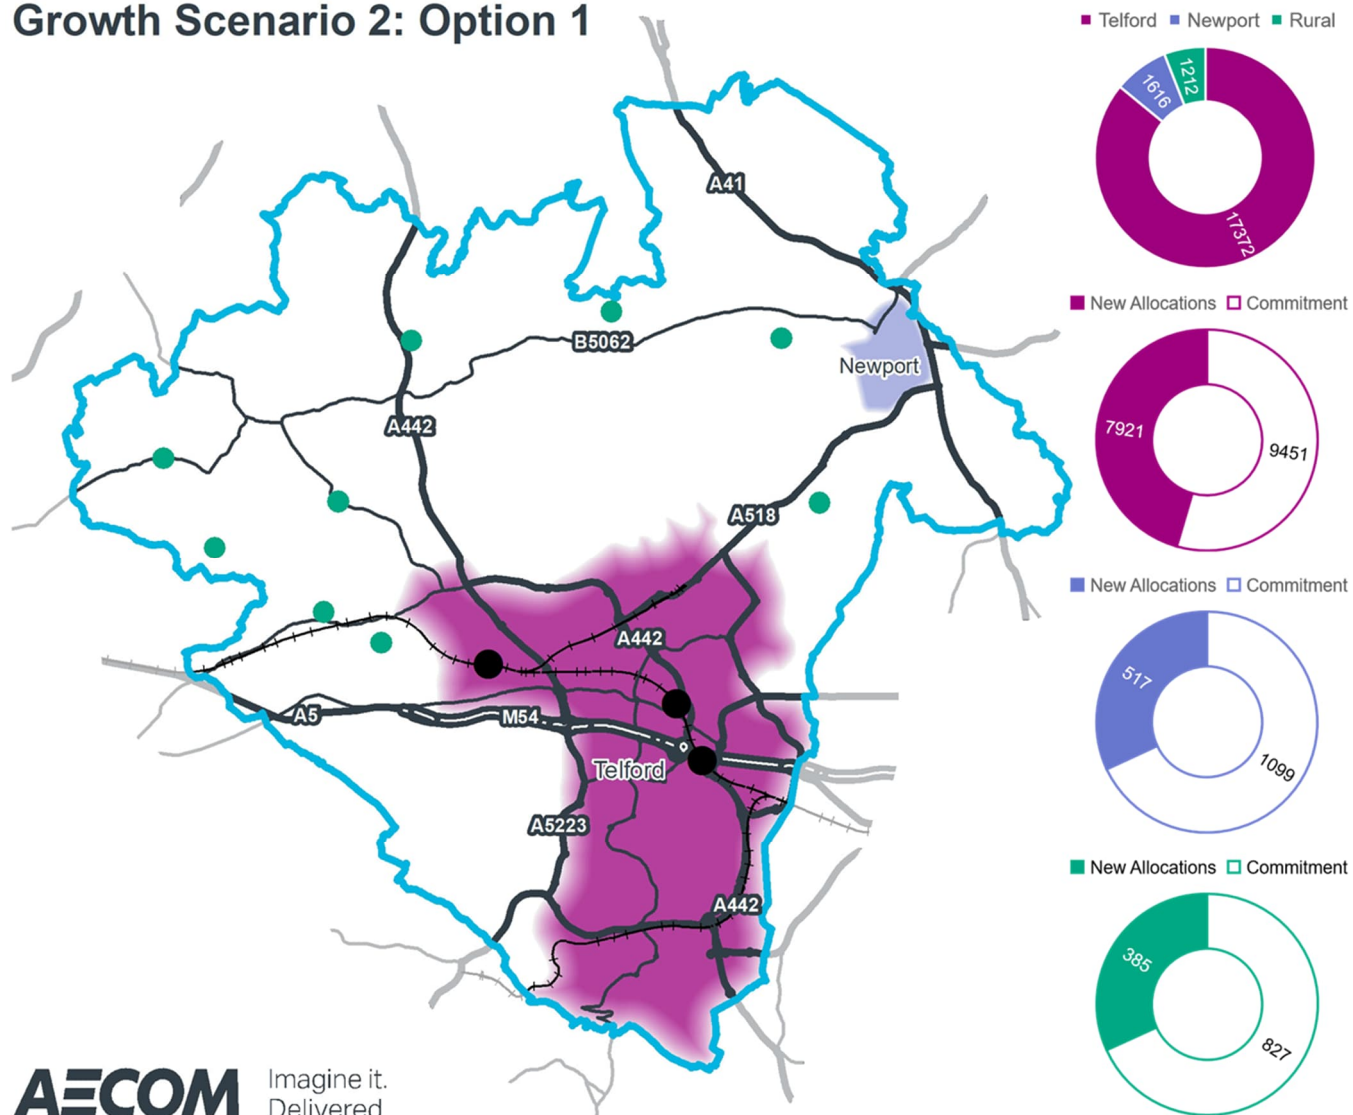 Growth Scenario 2: Option 1
Telford Newport Rural
1212
1616
17372
New Allocations Commitment
7921
9451
New Allocations Commitment
517
1099
New Allocations Commitment
385
827
A41
B5062
Newport
A442
A518
A442
A5
M54
Telford
A5223
A442
AECOM
Imagine it.
Delivered